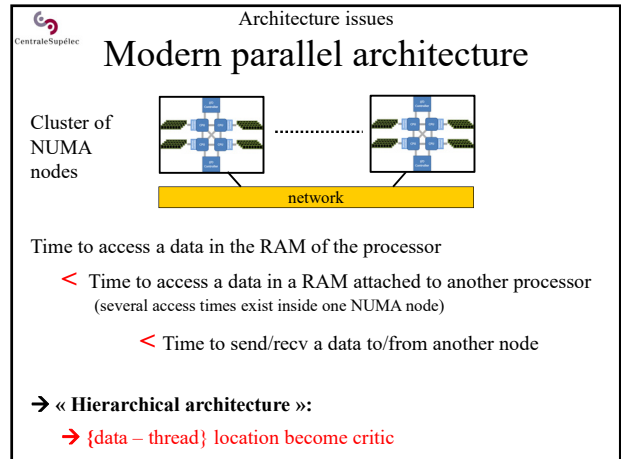 Architecture issues
CentraleSupélec
Modern parallel architecture
Cluster of
NUMA
nodes
network
Time to access a data in the RAM of the processor
< Time to access a data in a RAM attached to another processor
(several access times exist inside one NUMA node)
< Time to send/recv a data to/from another node
→ « Hierarchical architecture »:
→ {data – thread} location become critic